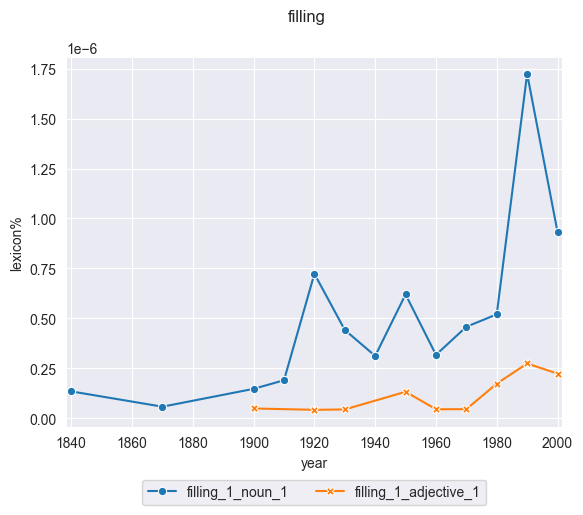 filling
1e−6
1.75
1.50
1.25
1.00
0.75
0.50
0.25
0.00
lexicon%
1840 1860 1880 1900 1920 1940 1960 1980 2000
year
filling_1_noun_1 filling_1_adjective_1